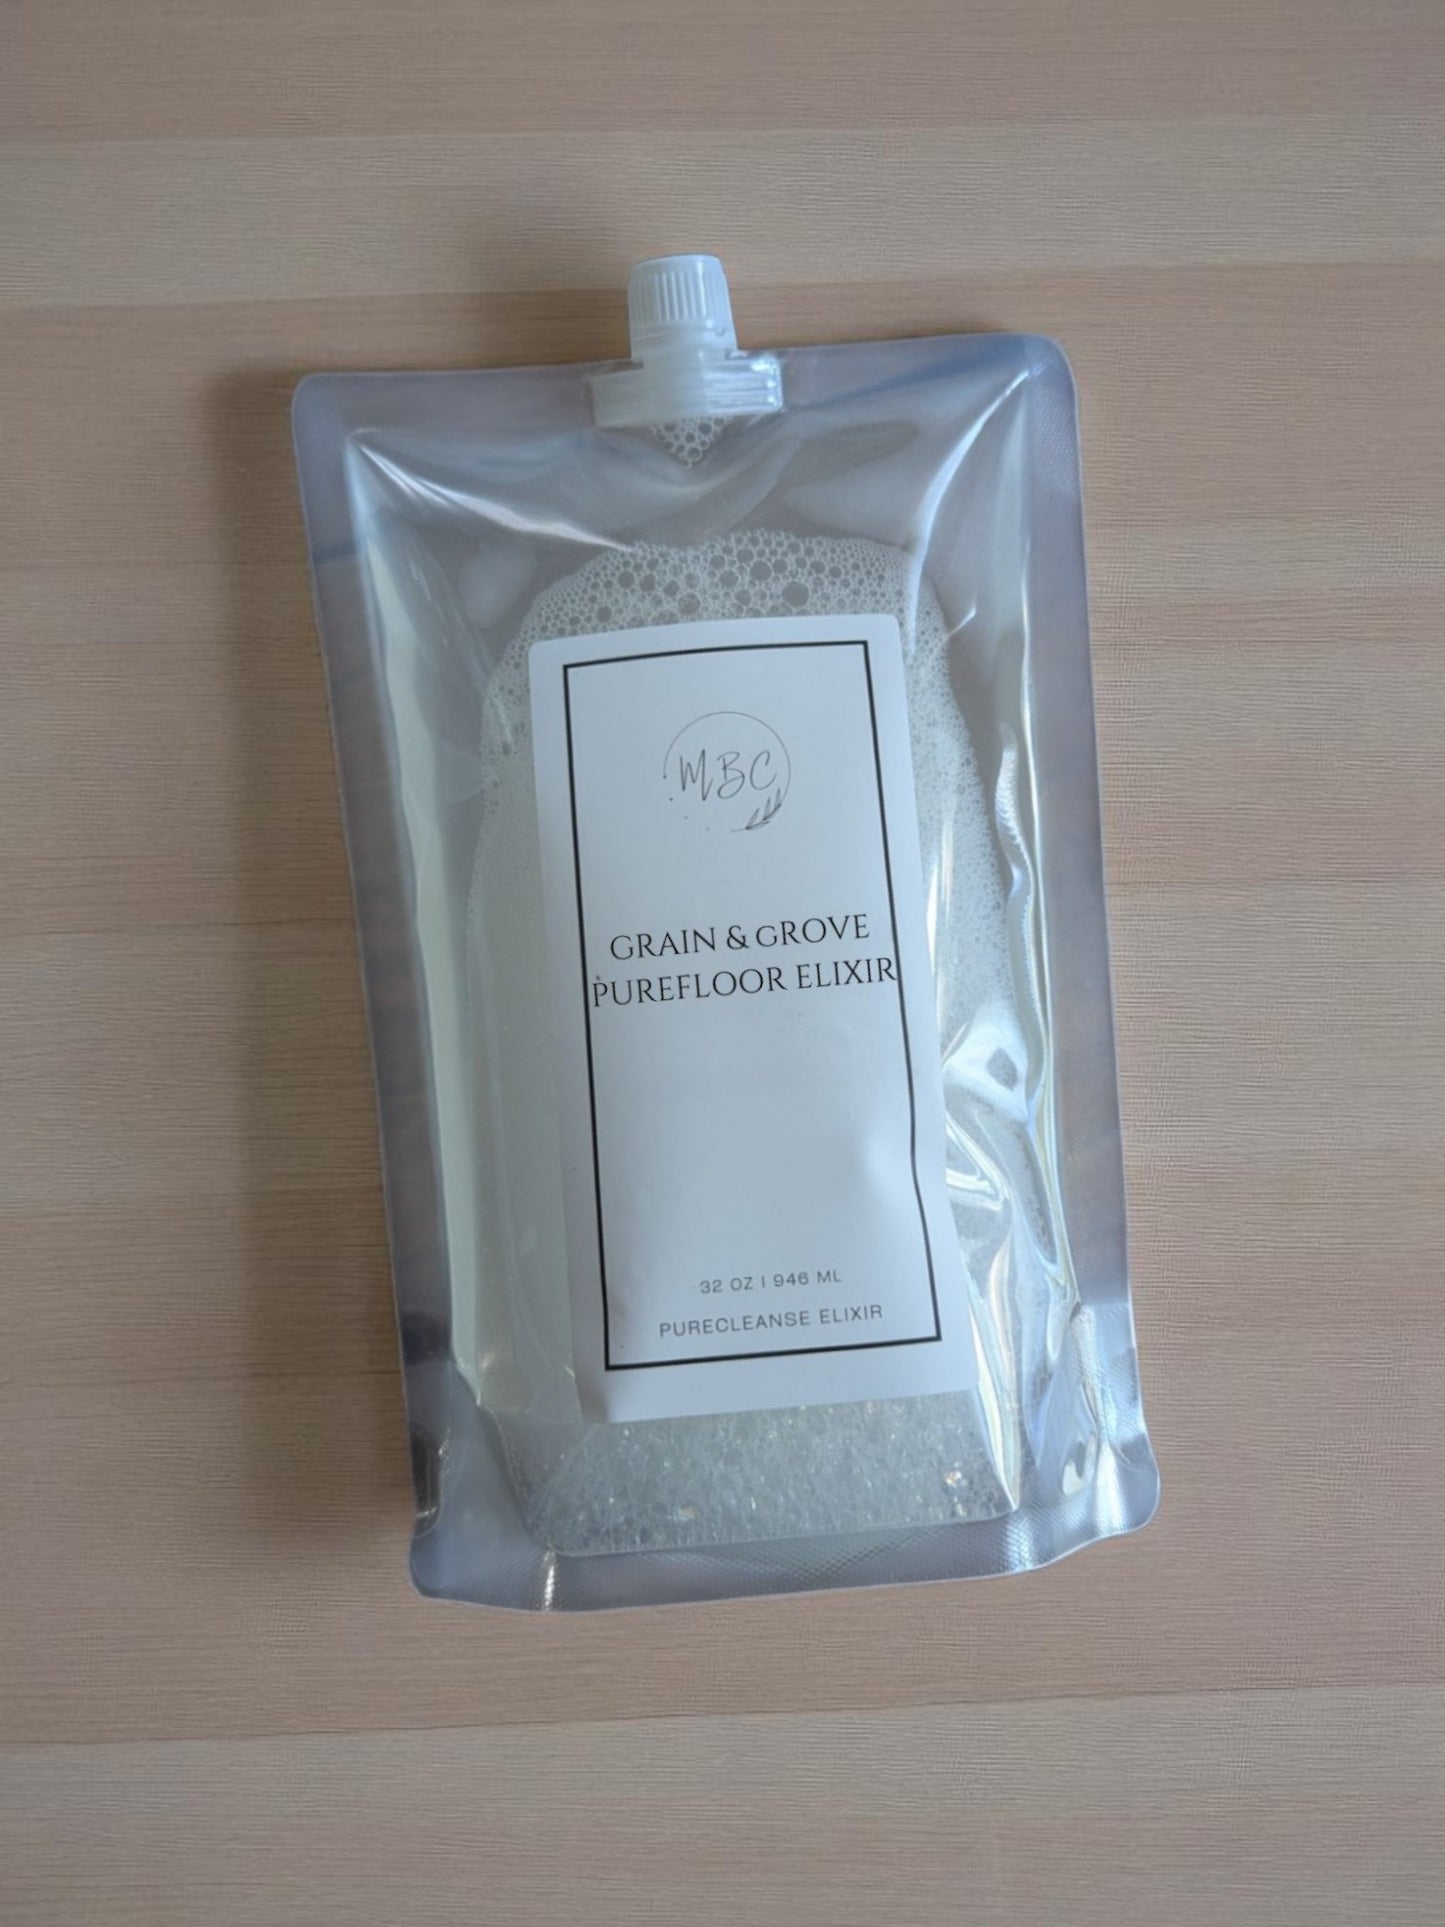 MBC
GRAIN & GROVE
PUREFLOOR ELIXIR
32 OZ | 946 ML
PURECLEANSE ELIXIR